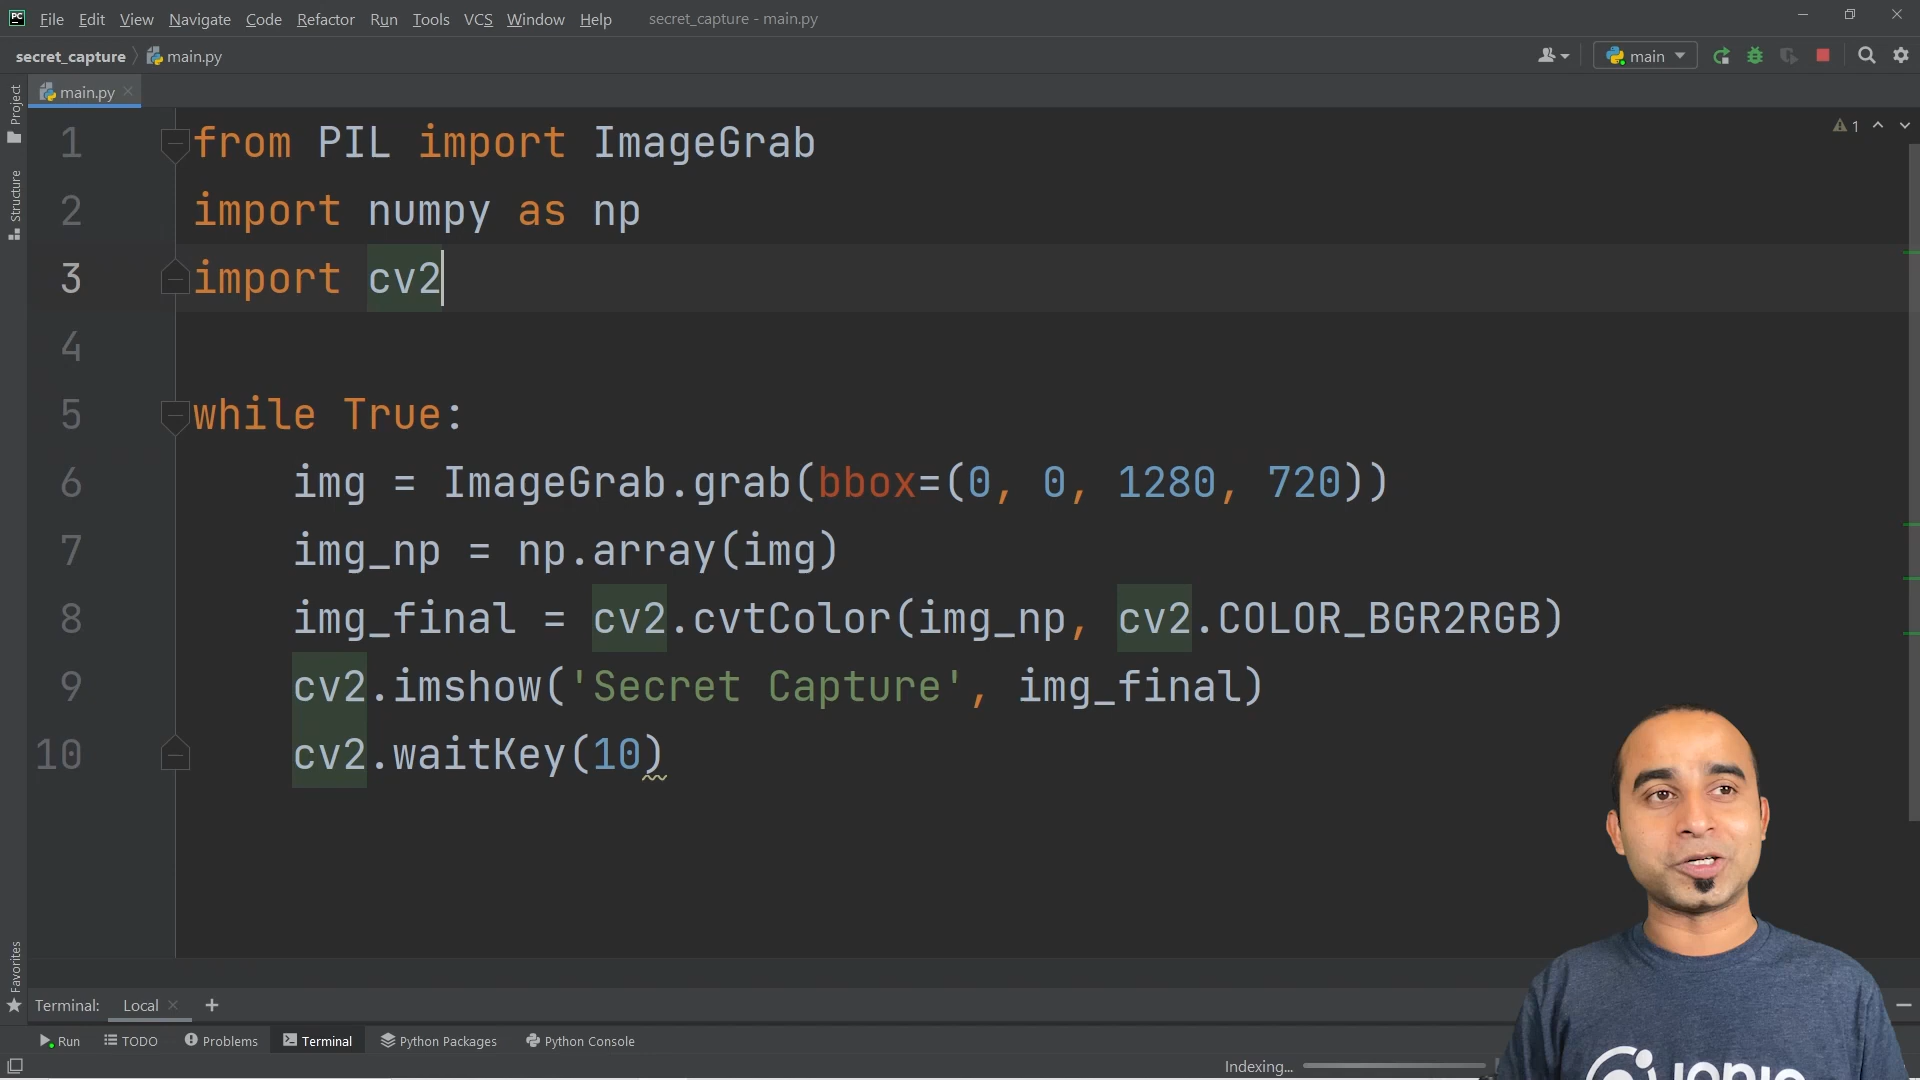 File Edit View Navigate Code Refactor Run Tools VCS Window Help secret_capture - main.py
secret_capture main.py main
main.py
Project
Structure
Favorites
1
1 from PIL import ImageGrab
2 import numpy as np
3 import cv2
4
5 while True:
6 img = ImageGrab.grab(bbox=(0, 0, 1280, 720))
7 img_np = np.array(img)
8 img_final = cv2.cvtColor(img_np, cv2.COLOR_BGR2RGB)
9 cv2.imshow('Secret Capture', img_final)
10 cv2.waitKey(10)
Terminal: Local +
Run TODO Problems Terminal Python Packages Python Console
Indexing...